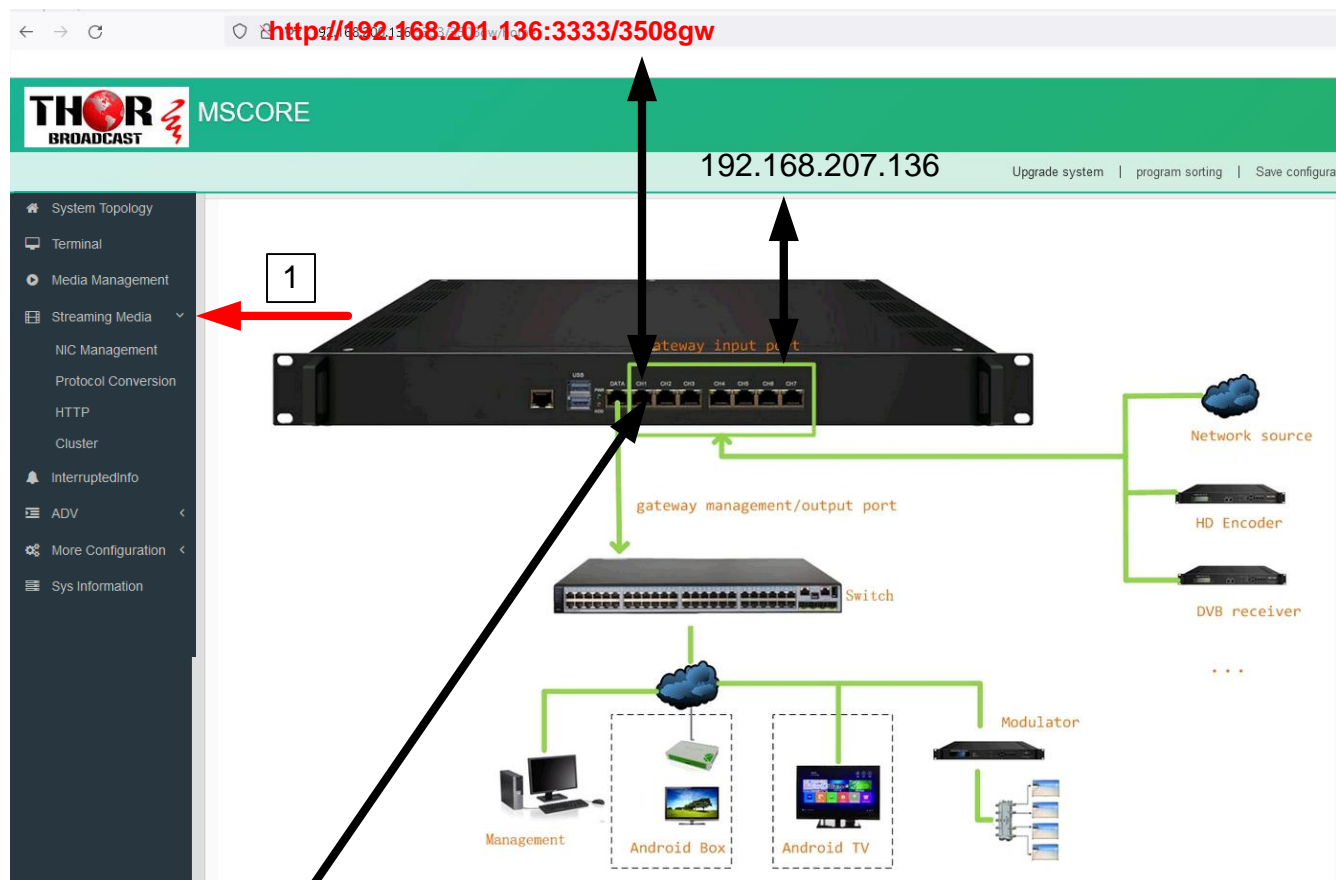 http://192.168.201.136:3333/3508gw
THOR
BROADCAST
MSCORE
192.168.207.136
Upgrade system | program sorting | Save configura
System Topology
Terminal
Media Management
Streaming Media
NIC Management
Protocol Conversion
HTTP
Cluster
InterruptedInfo
ADV
More Configuration
Sys Information
1
gateway input port
USB
DATA CH1 CH2 CH3 CH4 CH5 CH6 CH7
PWR
HDD
Network source
gateway management/output port
HD Encoder
Switch
DVB receiver
...
Modulator
Management
Android Box
Android TV